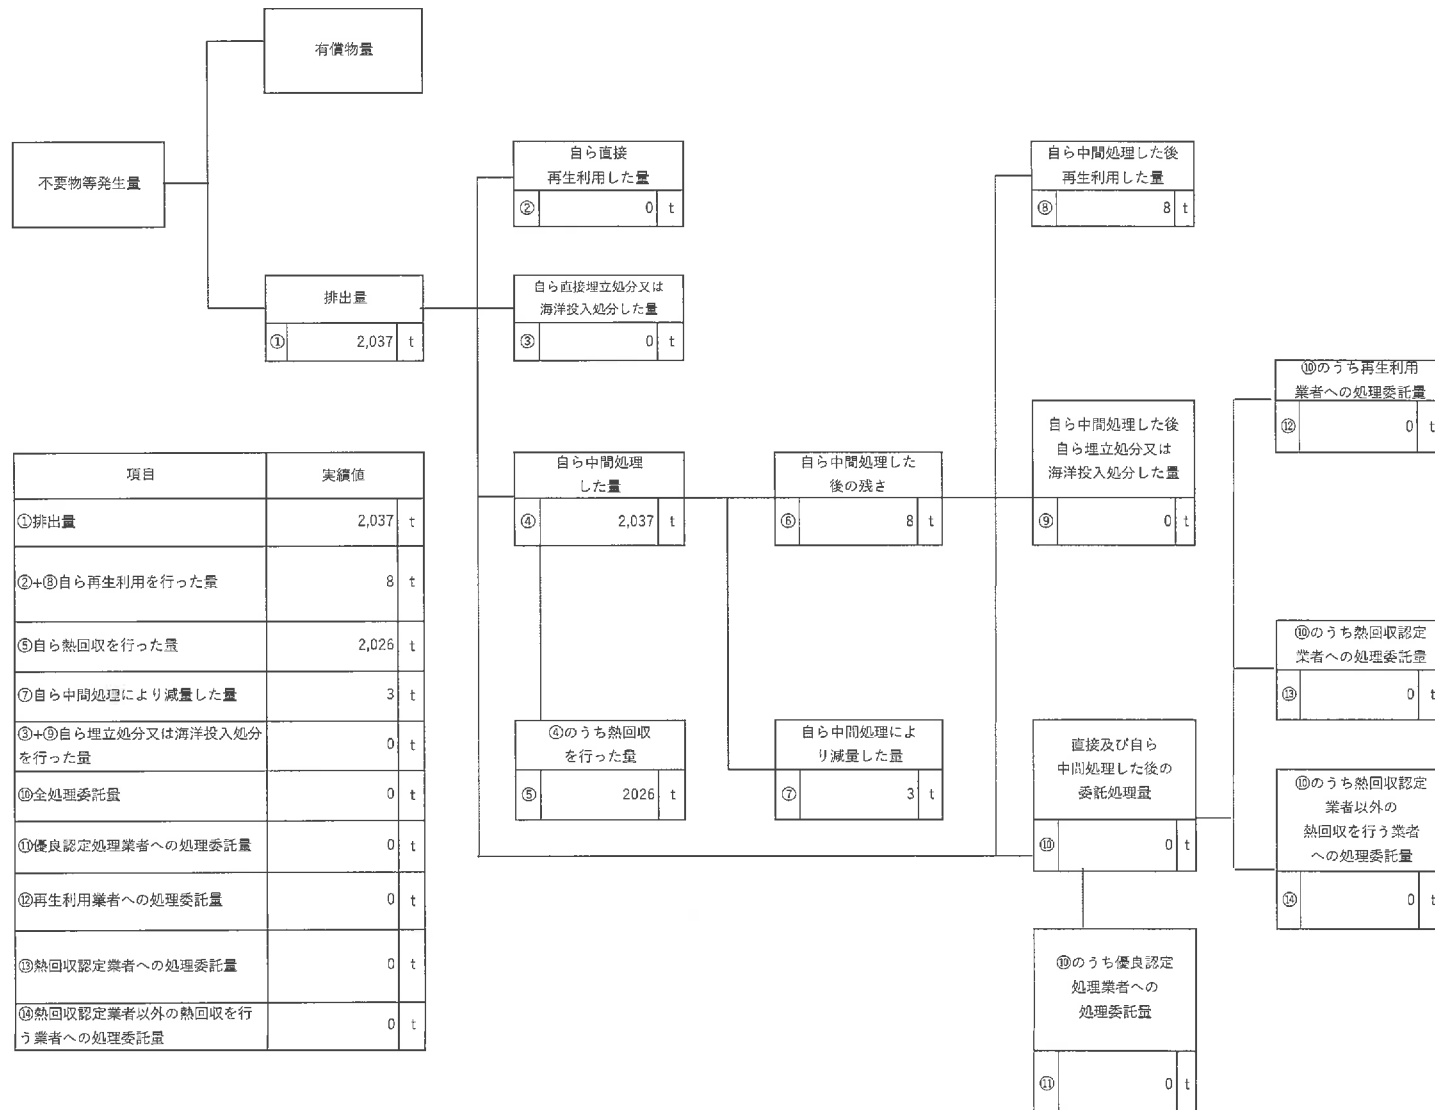 有償物量
不要物等発生量
自ら直接
再生利用した量
② 0 t
自ら中間処理した後
再生利用した量
⑧ 8 t
排出量
① 2,037 t
自ら直接埋立処分又は
海洋投入処分した量
③ 0 t
⑩のうち再生利用
業者への処理委託量
⑫ 0 t
自ら中間処理
した量
④ 2,037 t
自ら中間処理した
後の残さ
⑥ 8 t
自ら中間処理した後
自ら埋立処分又は
海洋投入処分した量
⑨ 0 t
⑩のうち熱回収認定
業者への処理委託量
⑬ 0 t
④のうち熱回収
を行った量
⑤ 2026 t
自ら中間処理によ
り減量した量
⑦ 3 t
直接及び自ら
中間処理した後の
委託処理量
⑩ 0 t
⑩のうち熱回収認定
業者以外の
熱回収を行う業者
への処理委託量
⑭ 0 t
⑩のうち優良認定
処理業者への
処理委託量
⑪ 0 t
項目 実績値
①排出量 2,037 t
②+⑧自ら再生利用を行った量 8 t
⑤自ら熱回収を行った量 2,026 t
⑦自ら中間処理により減量した量 3 t
③+⑨自ら埋立処分又は海洋投入処分
を行った量 0 t
⑩全処理委託量 0 t
⑪優良認定処理業者への処理委託量 0 t
⑫再生利用業者への処理委託量 0 t
⑬熱回収認定業者への処理委託量 0 t
⑭熱回収認定業者以外の熱回収を行
う業者への処理委託量 0 t